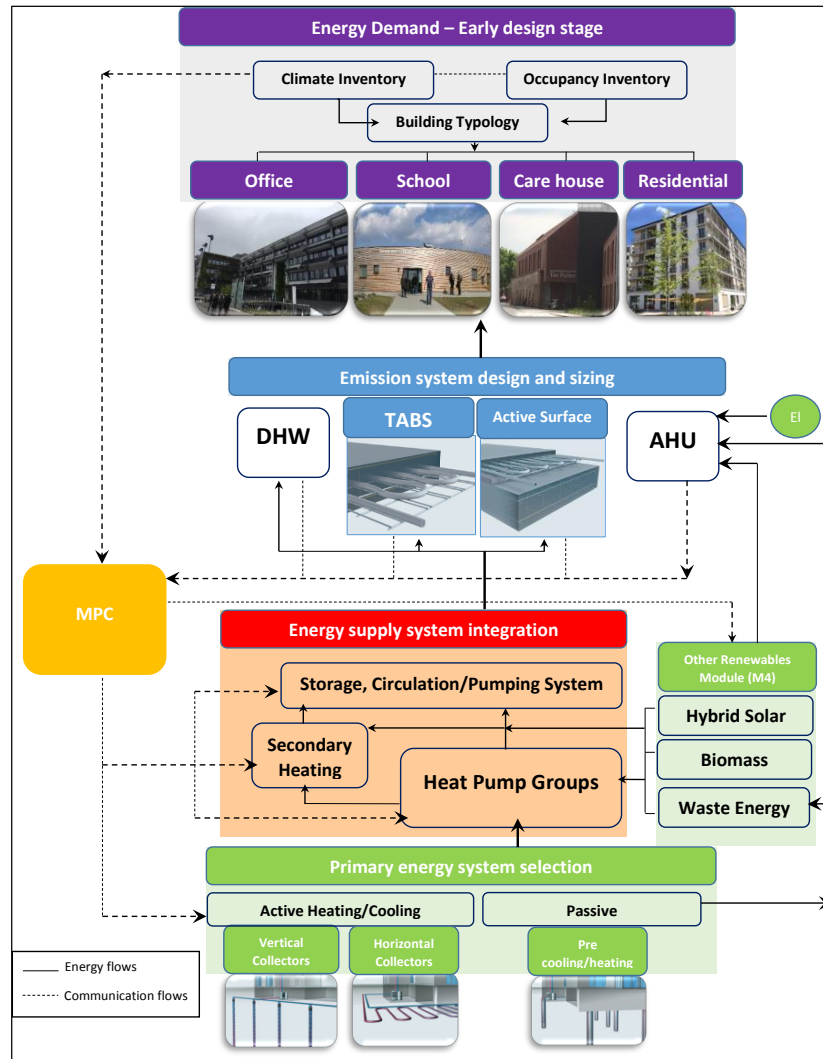 Energy Demand – Early design stage
Climate Inventory
Occupancy Inventory
Building Typology
Office
School
Care house
Residential
Emission system design and sizing
DHW
TABS
Active Surface
AHU
El
MPC
Energy supply system integration
Storage, Circulation/Pumping System
Secondary
Heating
Heat Pump Groups
Other Renewables
Module (M4)
Hybrid Solar
Biomass
Waste Energy
Primary energy system selection
Active Heating/Cooling
Passive
Vertical
Collectors
Horizontal
Collectors
Pre
cooling/heating
Energy flows
Communication flows